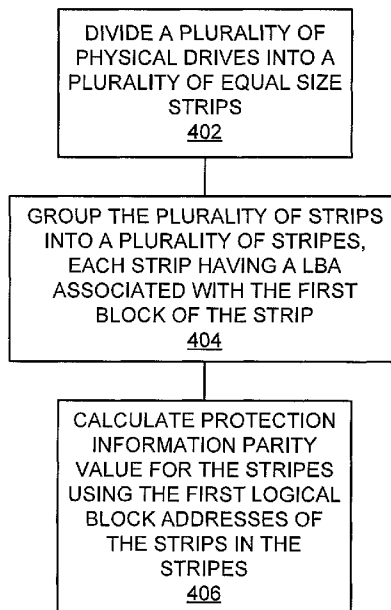 DIVIDE A PLURALITY OF
PHYSICAL DRIVES INTO A
PLURALITY OF EQUAL SIZE
STRIPS
402
GROUP THE PLURALITY OF STRIPS
INTO A PLURALITY OF STRIPES,
EACH STRIP HAVING A LBA
ASSOCIATED WITH THE FIRST
BLOCK OF THE STRIP
404
CALCULATE PROTECTION
INFORMATION PARITY
VALUE FOR THE STRIPES
USING THE FIRST LOGICAL
BLOCK ADDRESSES OF
THE STRIPS IN THE
STRIPES
406